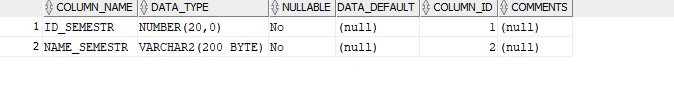 COLUMN_NAME DATA_TYPE NULLABLE DATA_DEFAULT COLUMN_ID COMMENTS
1 ID_SEMESTR NUMBER(20,0) No (null) 1 (null)
2 NAME_SEMESTR VARCHAR2(200 BYTE) No (null) 2 (null)